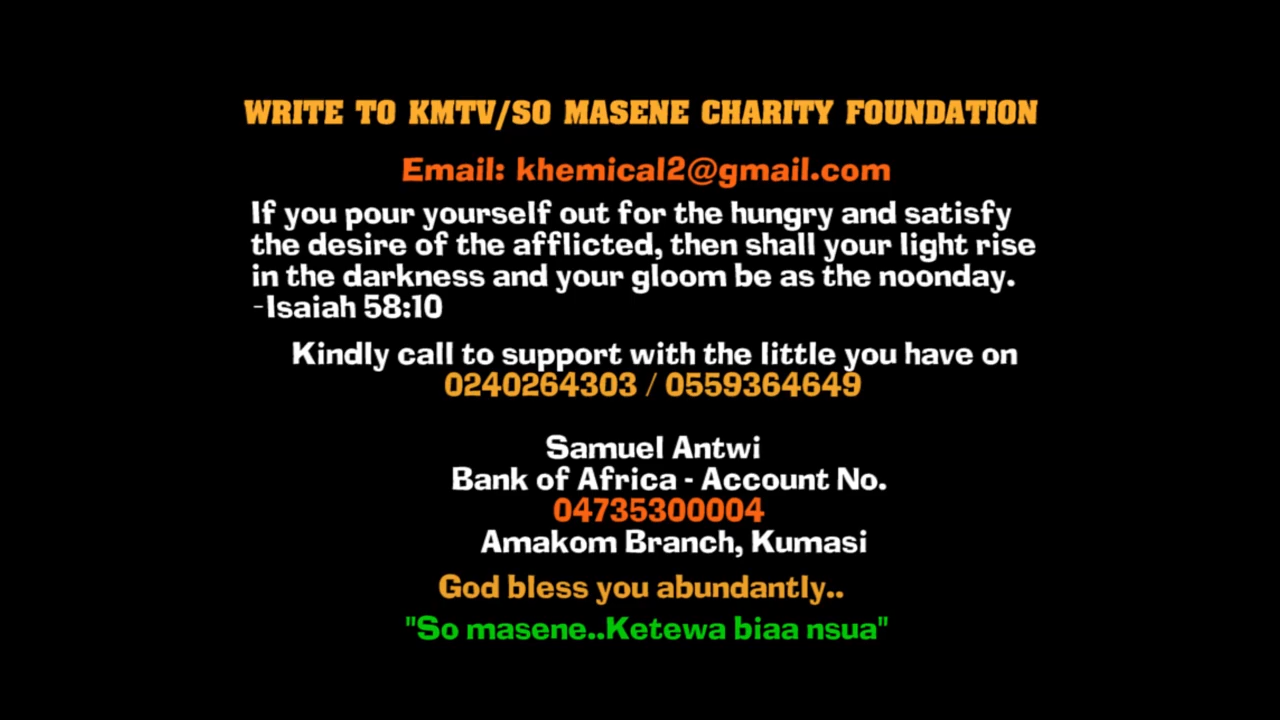 WRITE TO KMTV/SO MASENE CHARITY FOUNDATION
Email: khemical2@gmail.com
If you pour yourself out for the hungry and satisfy
the desire of the afflicted, then shall your light rise
in the darkness and your gloom be as the noonday.
-Isaiah 58:10
Kindly call to support with the little you have on
0240264303 / 0559364649
Samuel Antwi
Bank of Africa - Account No.
04735300004
Amakom Branch, Kumasi
God bless you abundantly..
"So masene..Ketewa biaa nsua"